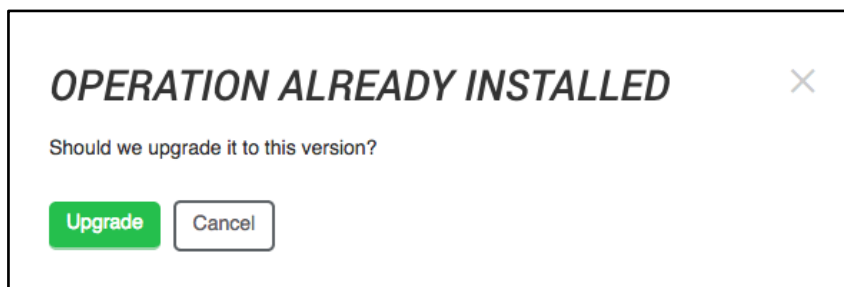 OPERATION ALREADY INSTALLED
Should we upgrade it to this version?
Upgrade Cancel